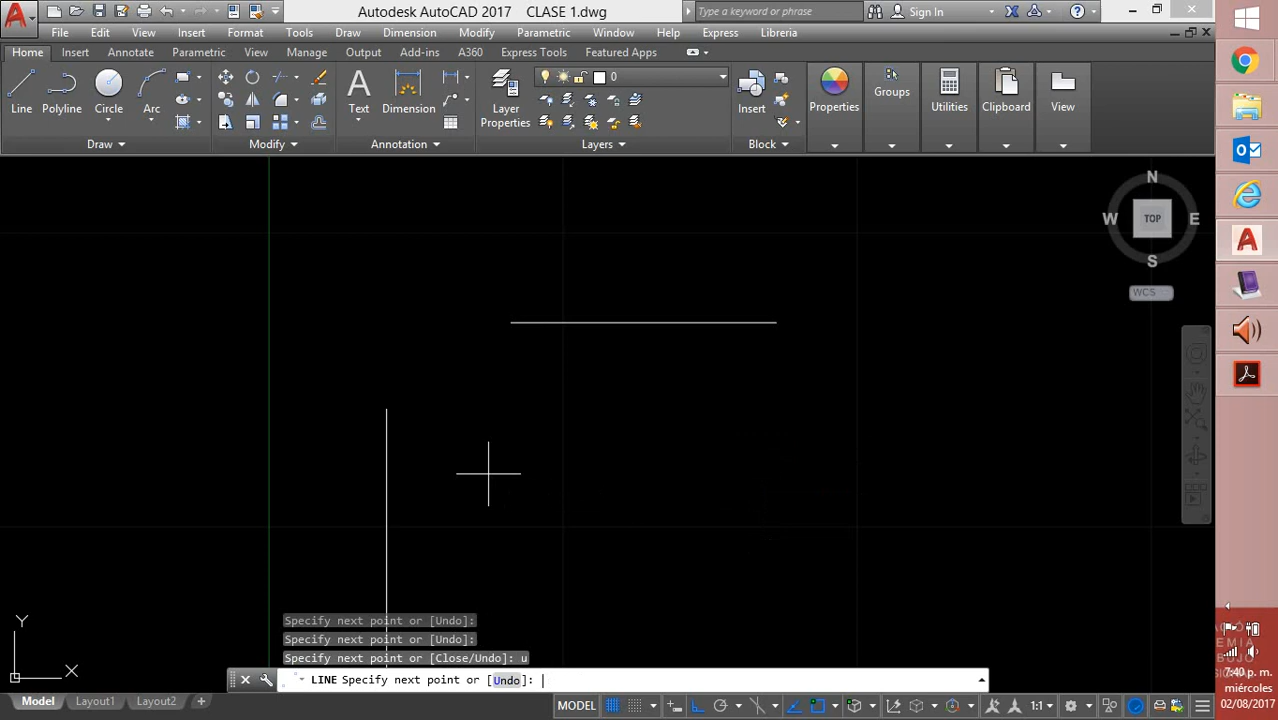 Autodesk AutoCAD 2017 CLASE 1.dwg
Type a keyword or phrase
Sign In
File Edit View Insert Format Tools Draw Dimension Modify Parametric Window Help Express Libreria
Home Insert Annotate Parametric View Manage Output Add-ins A360 Express Tools Featured Apps
Line Polyline Circle Arc
Text Dimension
Layer Properties
0
Insert
Properties
Groups
Utilities
Clipboard
View
Draw
Modify
Annotation
Layers
Block
N
W TOP E
S
WCS
Specify next point or [Undo]:
Specify next point or [Undo]:
Specify next point or [Close/Undo]: u
LINE Specify next point or [Undo]:
Y
X
Model Layout1 Layout2 +
MODEL
1:1
7:40 p. m.
miércoles
02/08/2017